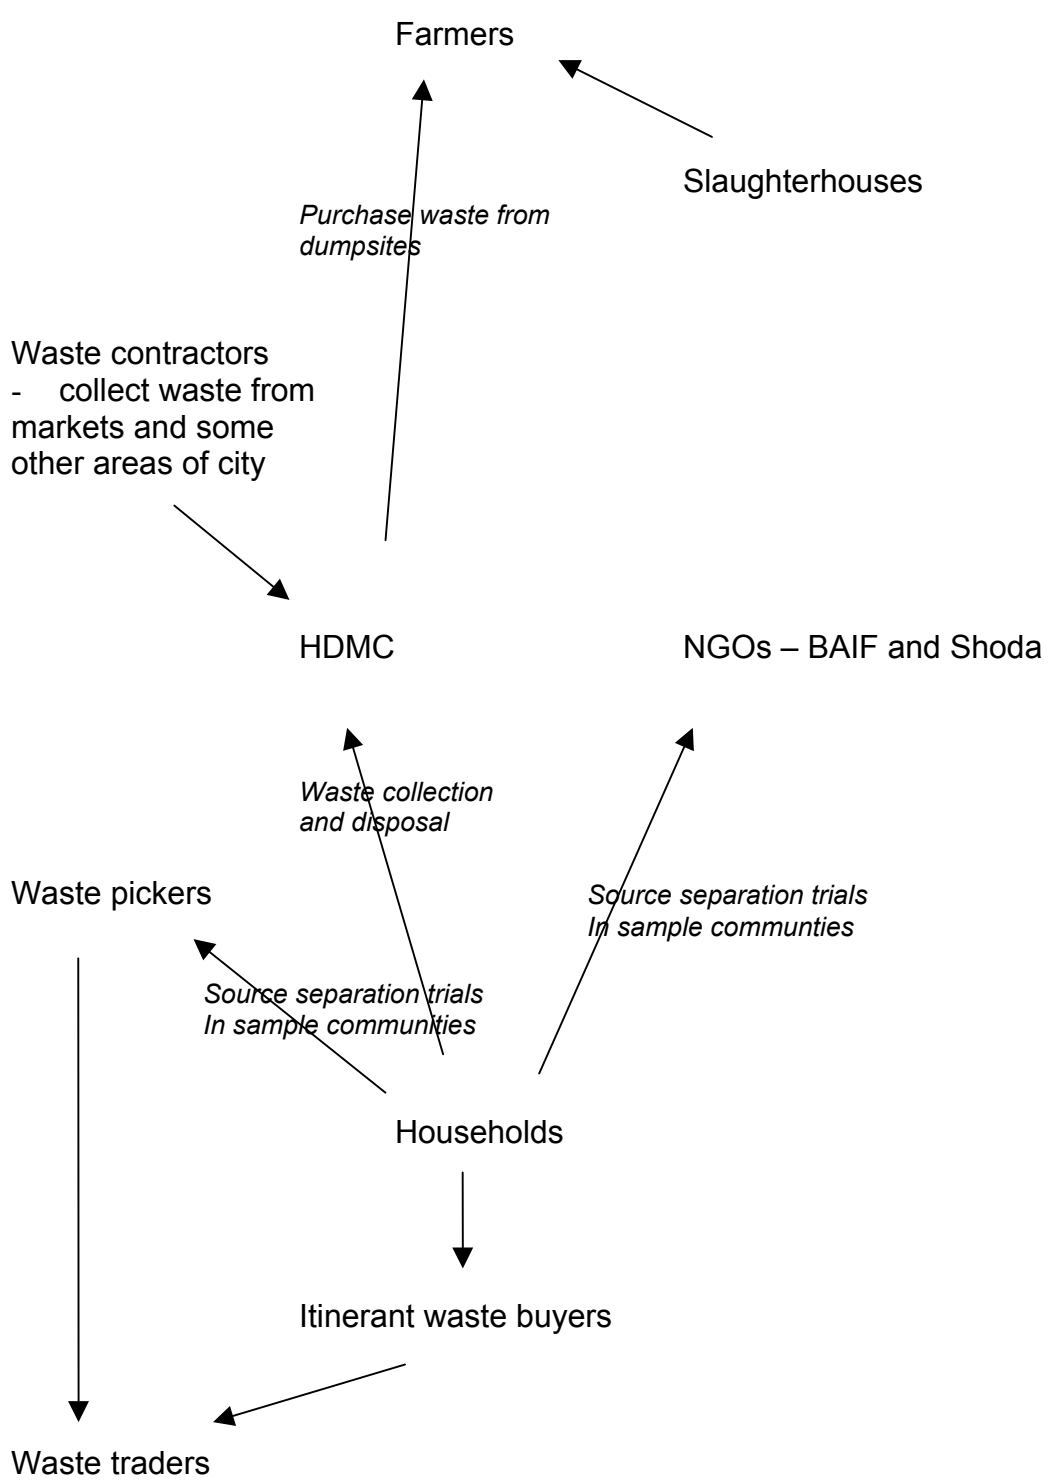 Farmers
Slaughterhouses
Purchase waste from
dumpsites
Waste contractors
- collect waste from
markets and some
other areas of city
HDMC
NGOs – BAIF and Shoda
Waste collection
and disposal
Waste pickers
Source separation trials
In sample communties
Source separation trials
In sample communities
Households
Itinerant waste buyers
Waste traders